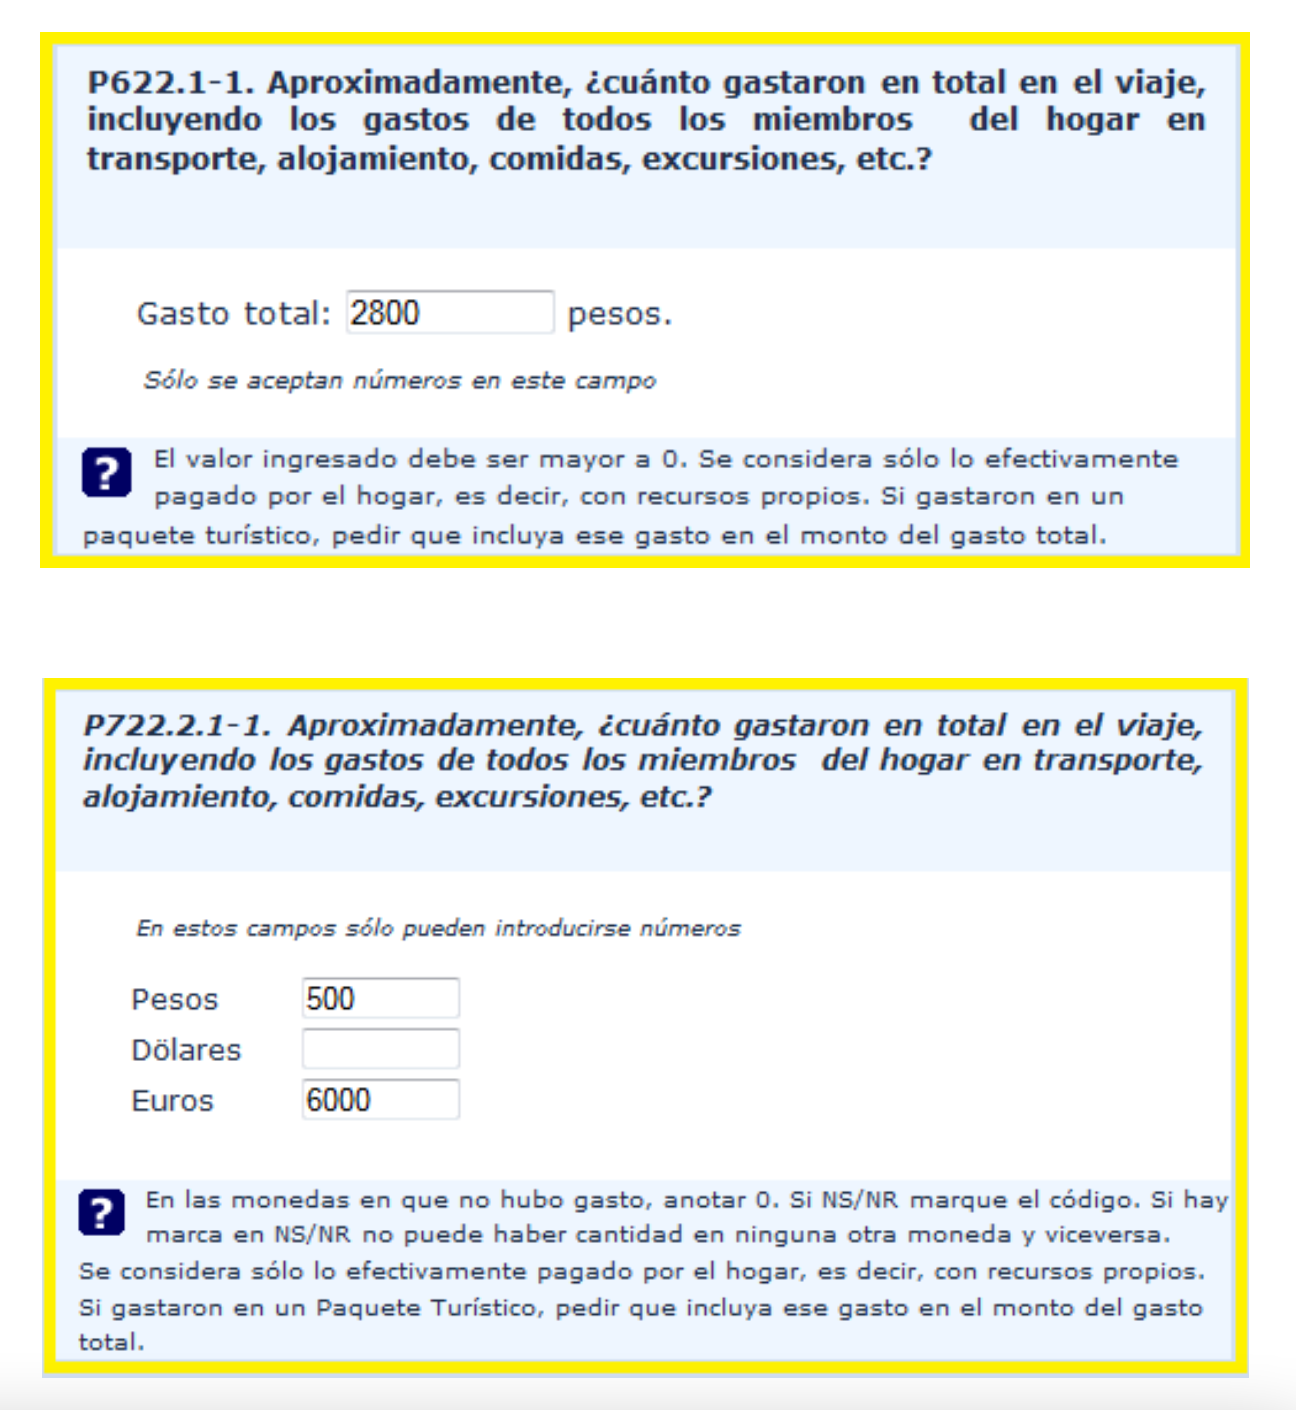 P622.1-1. Aproximadamente, ¿cuánto gastaron en total en el viaje,
incluyendo los gastos de todos los miembros del hogar en
transporte, alojamiento, comidas, excursiones, etc.?
Gasto total: 2800 pesos.
Sólo se aceptan números en este campo
? El valor ingresado debe ser mayor a 0. Se considera sólo lo efectivamente
pagado por el hogar, es decir, con recursos propios. Si gastaron en un
paquete turístico, pedir que incluya ese gasto en el monto del gasto total.
P722.2.1-1. Aproximadamente, ¿cuánto gastaron en total en el viaje,
incluyendo los gastos de todos los miembros del hogar en transporte,
alojamiento, comidas, excursiones, etc.?
En estos campos sólo pueden introducirse números
Pesos 500
Dölares
Euros 6000
? En las monedas en que no hubo gasto, anotar 0. Si NS/NR marque el código. Si hay
marca en NS/NR no puede haber cantidad en ninguna otra moneda y viceversa.
Se considera sólo lo efectivamente pagado por el hogar, es decir, con recursos propios.
Si gastaron en un Paquete Turístico, pedir que incluya ese gasto en el monto del gasto
total.